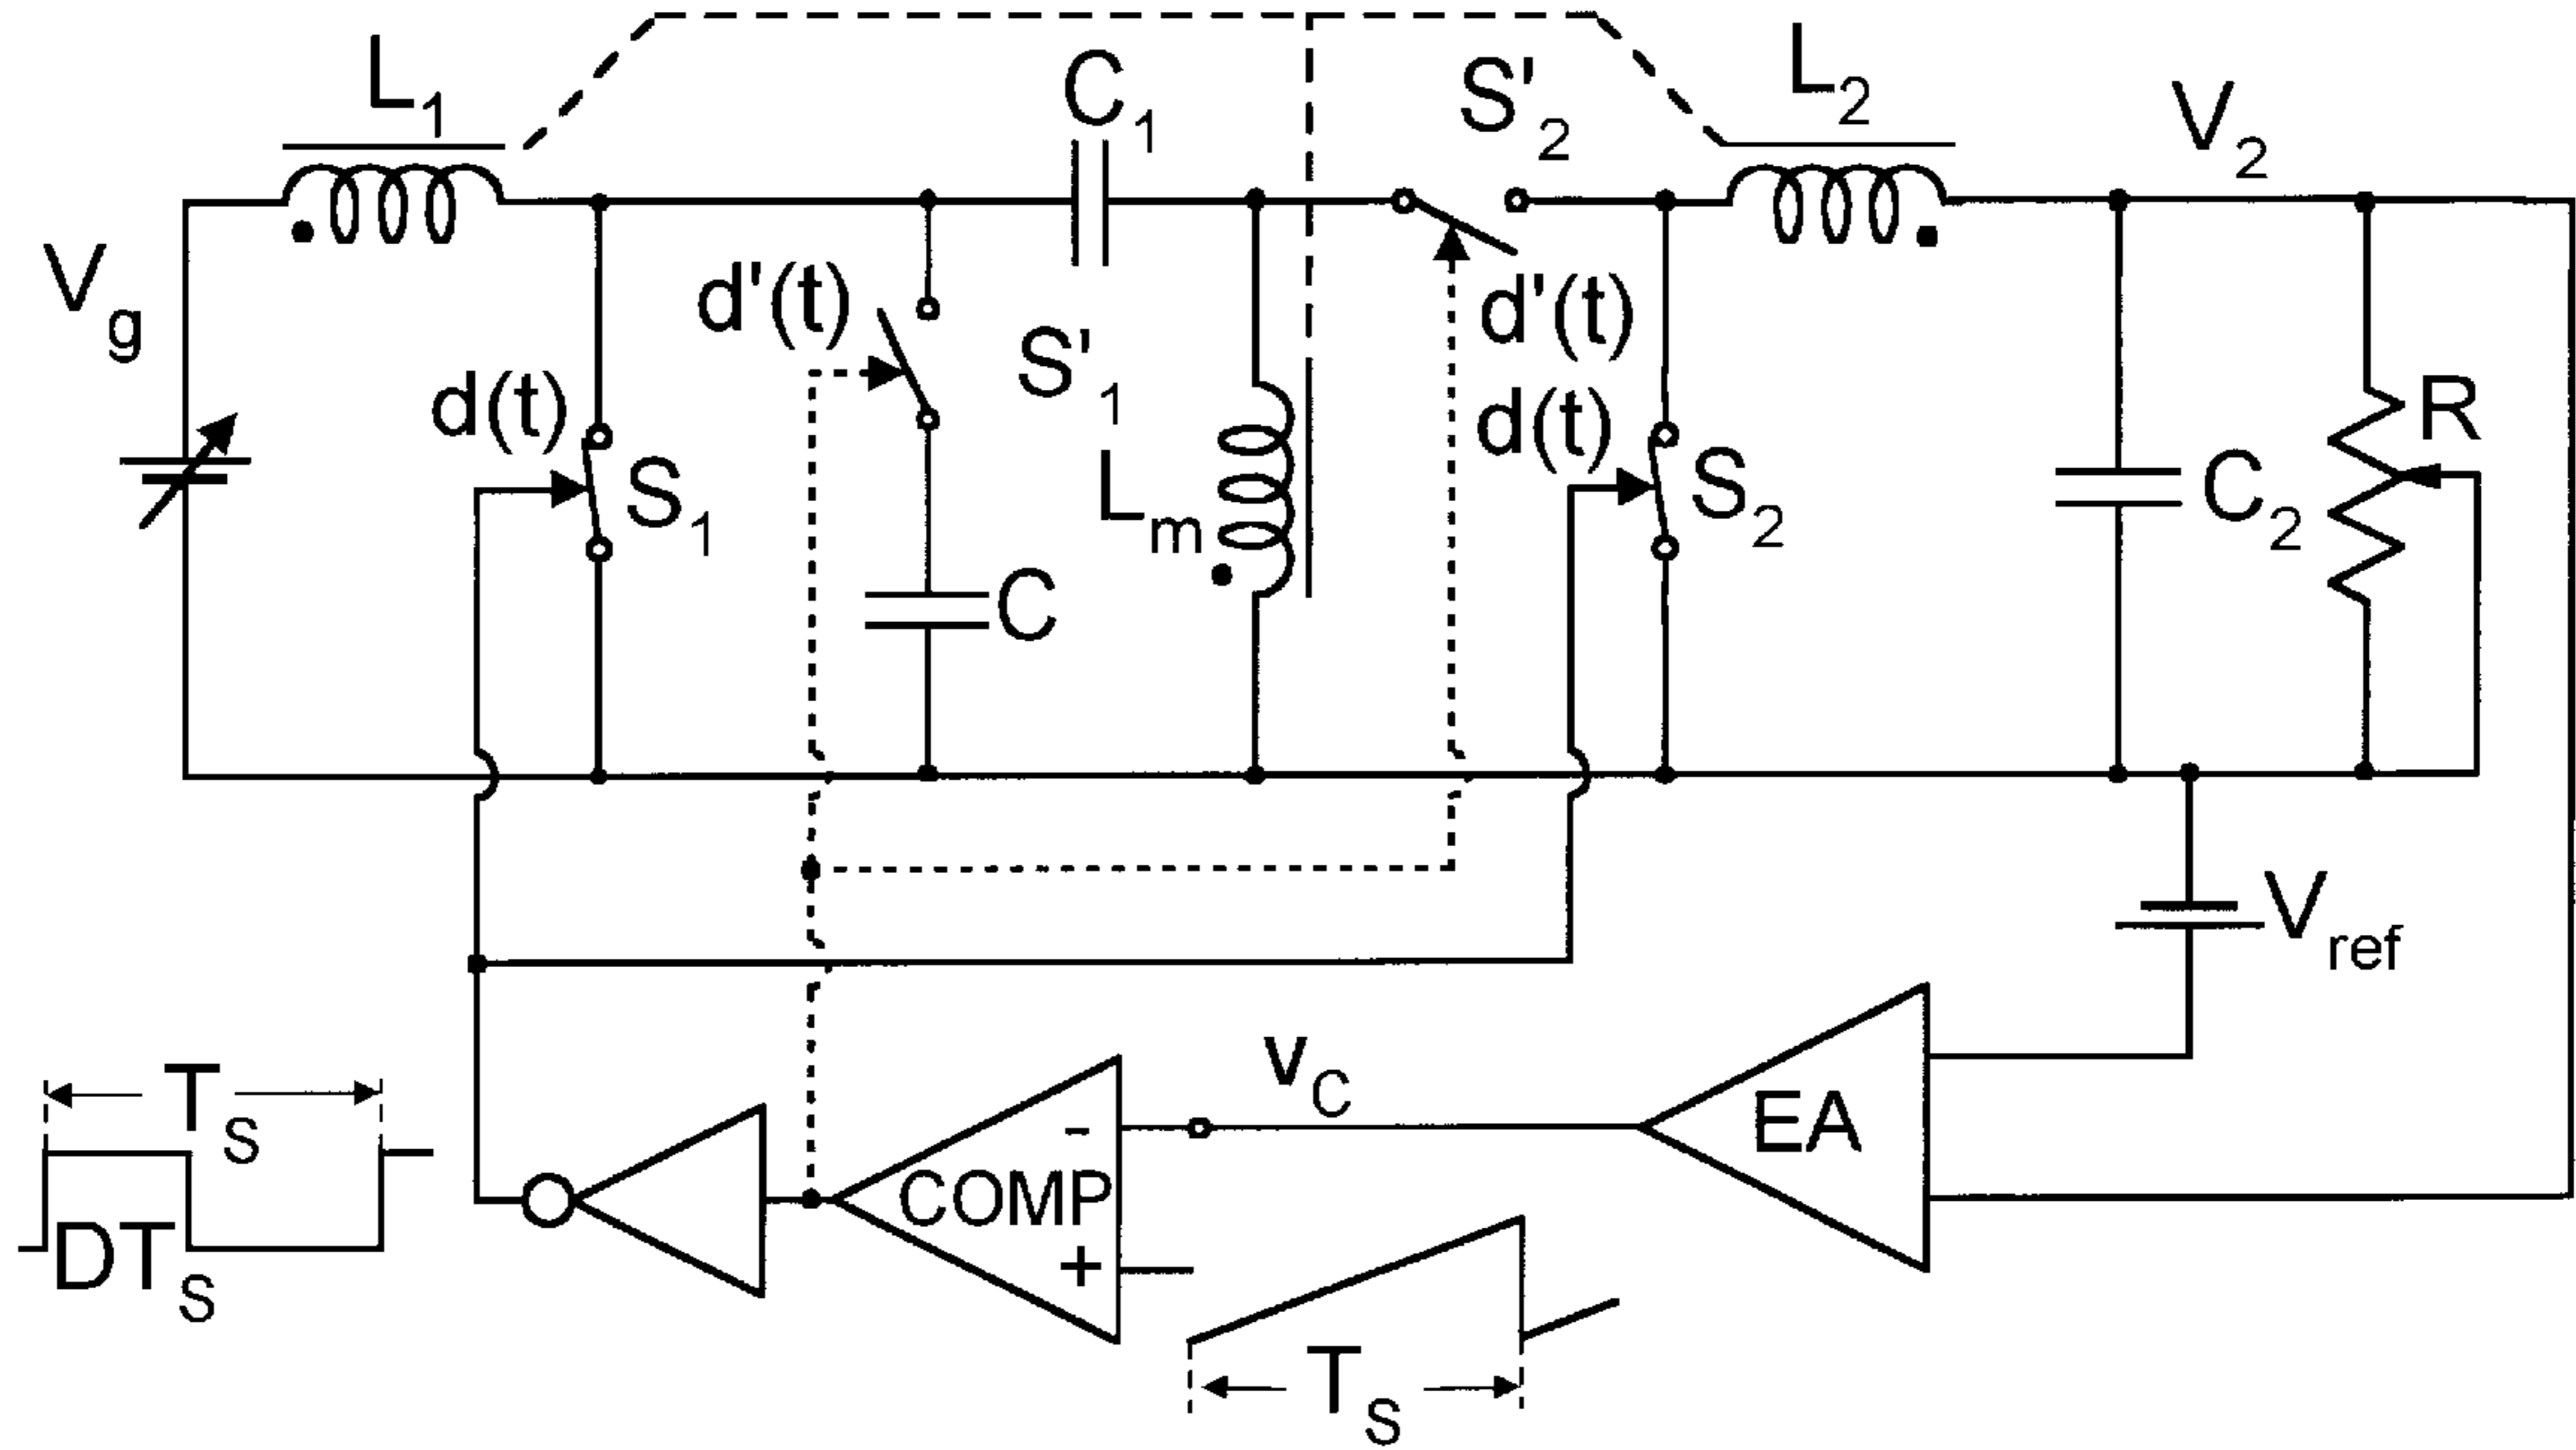 L1
C1
S'2
L2
V2
Vg
d'(t)
S'1
d'(t)
d(t)
S1
Lm
d(t)
S2
C
C2
R
Vref
vC
EA
-
COMP
+
TS
DTS
TS